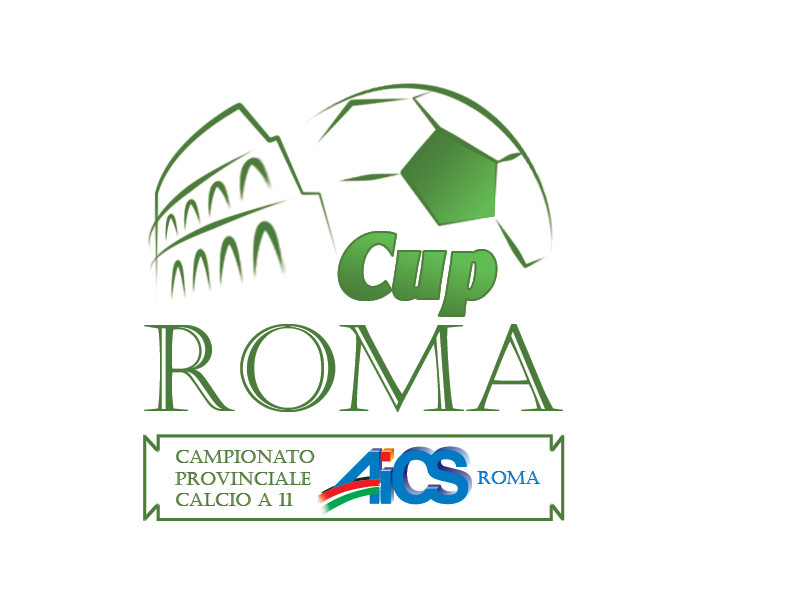 Cup
ROMA
CAMPIONATO
PROVINCIALE
CALCIO A 11
AiCS ROMA